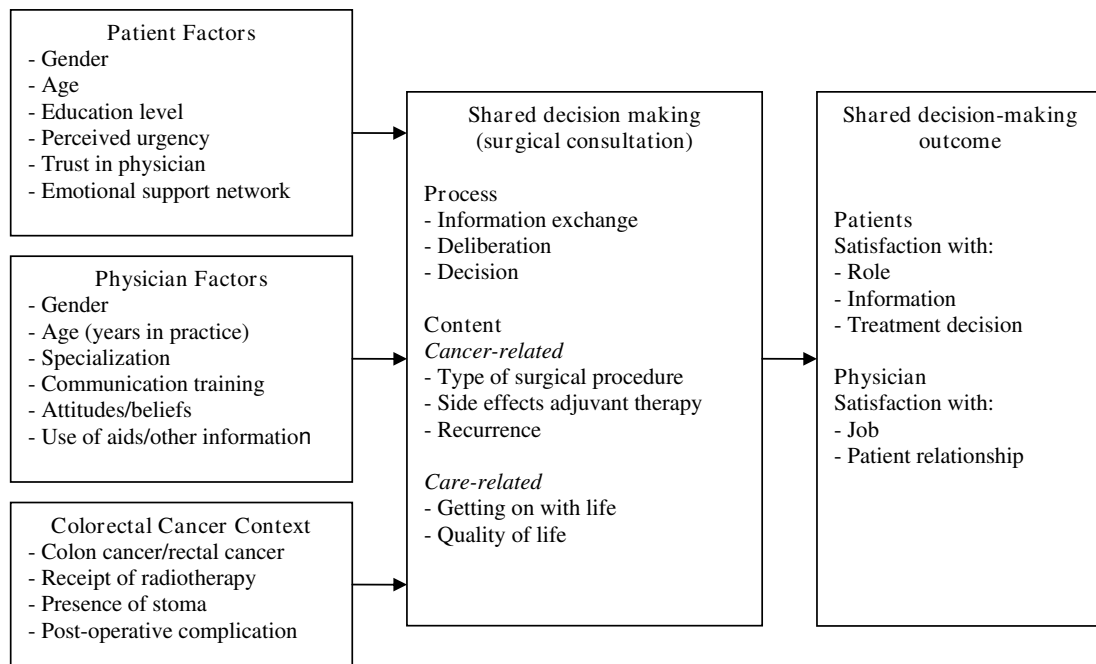 Patient Factors
- Gender
- Age
- Education level
- Perceived urgency
- Trust in physician
- Emotional support network
Physician Factors
- Gender
- Age (years in practice)
- Specialization
- Communication training
- Attitudes/beliefs
- Use of aids/other information
Colorectal Cancer Context
- Colon cancer/rectal cancer
- Receipt of radiotherapy
- Presence of stoma
- Post-operative complication
Shared decision making
(surgical consultation)
Process
- Information exchange
- Deliberation
- Decision
Content
Cancer-related
- Type of surgical procedure
- Side effects adjuvant therapy
- Recurrence
Care-related
- Getting on with life
- Quality of life
Shared decision-making
outcome
Patients
Satisfaction with:
- Role
- Information
- Treatment decision
Physician
Satisfaction with:
- Job
- Patient relationship